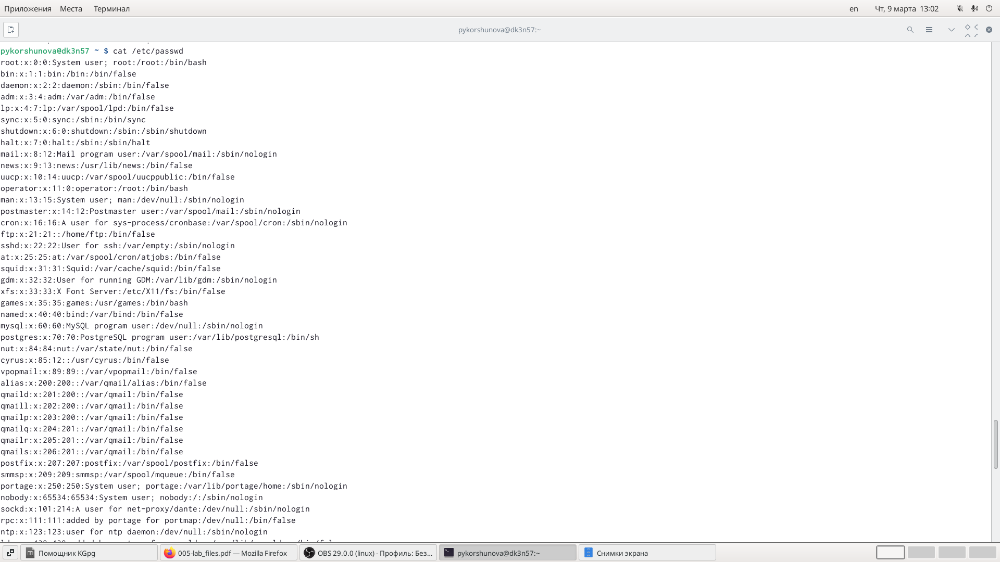 Приложения Места Терминал en Чт, 9 марта 13:02
pykorshunova@dk3n57:~
pykorshunova@dk3n57 ~ $ cat /etc/passwd
root:x:0:0:System user; root:/root:/bin/bash
bin:x:1:1:bin:/bin:/bin/false
daemon:x:2:2:daemon:/sbin:/bin/false
adm:x:3:4:adm:/var/adm:/bin/false
lp:x:4:7:lp:/var/spool/lpd:/bin/false
sync:x:5:0:sync:/sbin:/bin/sync
shutdown:x:6:0:shutdown:/sbin:/sbin/shutdown
halt:x:7:0:halt:/sbin:/sbin/halt
mail:x:8:12:Mail program user:/var/spool/mail:/sbin/nologin
news:x:9:13:news:/usr/lib/news:/bin/false
uucp:x:10:14:uucp:/var/spool/uucppublic:/bin/false
operator:x:11:0:operator:/root:/bin/bash
man:x:13:15:System user; man:/dev/null:/sbin/nologin
postmaster:x:14:12:Postmaster user:/var/spool/mail:/sbin/nologin
cron:x:16:16:A user for sys-process/cronbase:/var/spool/cron:/sbin/nologin
ftp:x:21:21::/home/ftp:/bin/false
sshd:x:22:22:User for ssh:/var/empty:/sbin/nologin
at:x:25:25:at:/var/spool/cron/atjobs:/bin/false
squid:x:31:31:Squid:/var/cache/squid:/bin/false
gdm:x:32:32:User for running GDM:/var/lib/gdm:/sbin/nologin
xfs:x:33:33:X Font Server:/etc/X11/fs:/bin/false
games:x:35:35:games:/usr/games:/bin/bash
named:x:40:40:bind:/var/bind:/bin/false
mysql:x:60:60:MySQL program user:/dev/null:/sbin/nologin
postgres:x:70:70:PostgreSQL program user:/var/lib/postgresql:/bin/sh
nut:x:84:84:nut:/var/state/nut:/bin/false
cyrus:x:85:12::/usr/cyrus:/bin/false
vpopmail:x:89:89::/var/vpopmail:/bin/false
alias:x:200:200::/var/qmail/alias:/bin/false
qmaild:x:201:200::/var/qmail:/bin/false
qmaill:x:202:200::/var/qmail:/bin/false
qmailp:x:203:200::/var/qmail:/bin/false
qmailq:x:204:201::/var/qmail:/bin/false
qmailr:x:205:201::/var/qmail:/bin/false
qmails:x:206:201::/var/qmail:/bin/false
postfix:x:207:207:postfix:/var/spool/postfix:/bin/false
smmsp:x:209:209:smmsp:/var/spool/mqueue:/bin/false
portage:x:250:250:System user; portage:/var/lib/portage/home:/sbin/nologin
nobody:x:65534:65534:System user; nobody:/:/sbin/nologin
sockd:x:101:214:A user for net-proxy/dante:/dev/null:/sbin/nologin
rpc:x:111:111:added by portage for portmap:/dev/null:/bin/false
ntp:x:123:123:user for ntp daemon:/dev/null:/sbin/nologin
Помощник KGpg 005-lab_files.pdf — Mozilla Firefox OBS 29.0.0 (linux) - Профиль: Без... pykorshunova@dk3n57:~ Снимки экрана